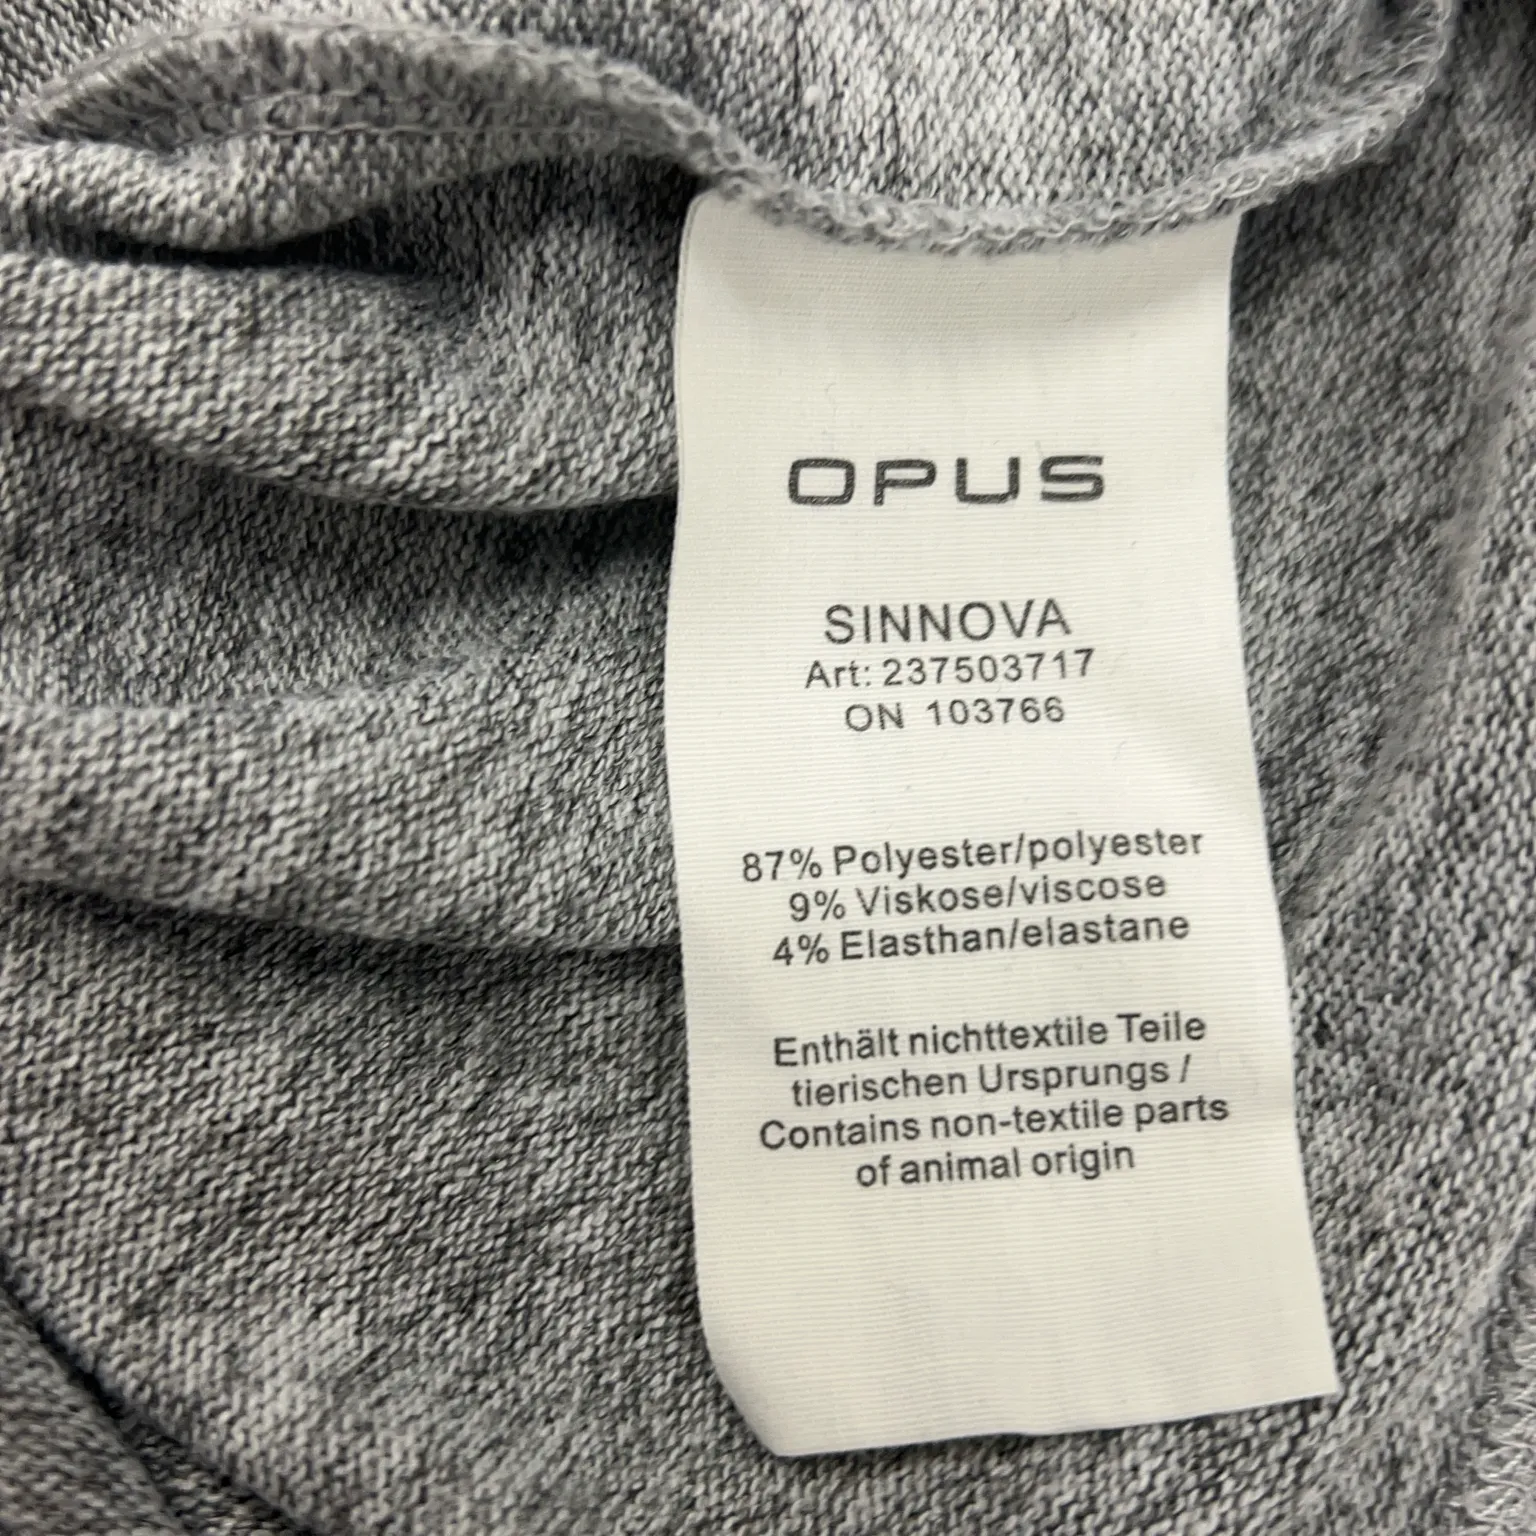 OPUS
SINNOVA
Art: 237503717
ON 103766
87% Polyester/polyester
9% Viskose/viscose
4% Elasthan/elastane
Enthält nichttextile Teile
tierischen Ursprungs /
Contains non-textile parts
of animal origin